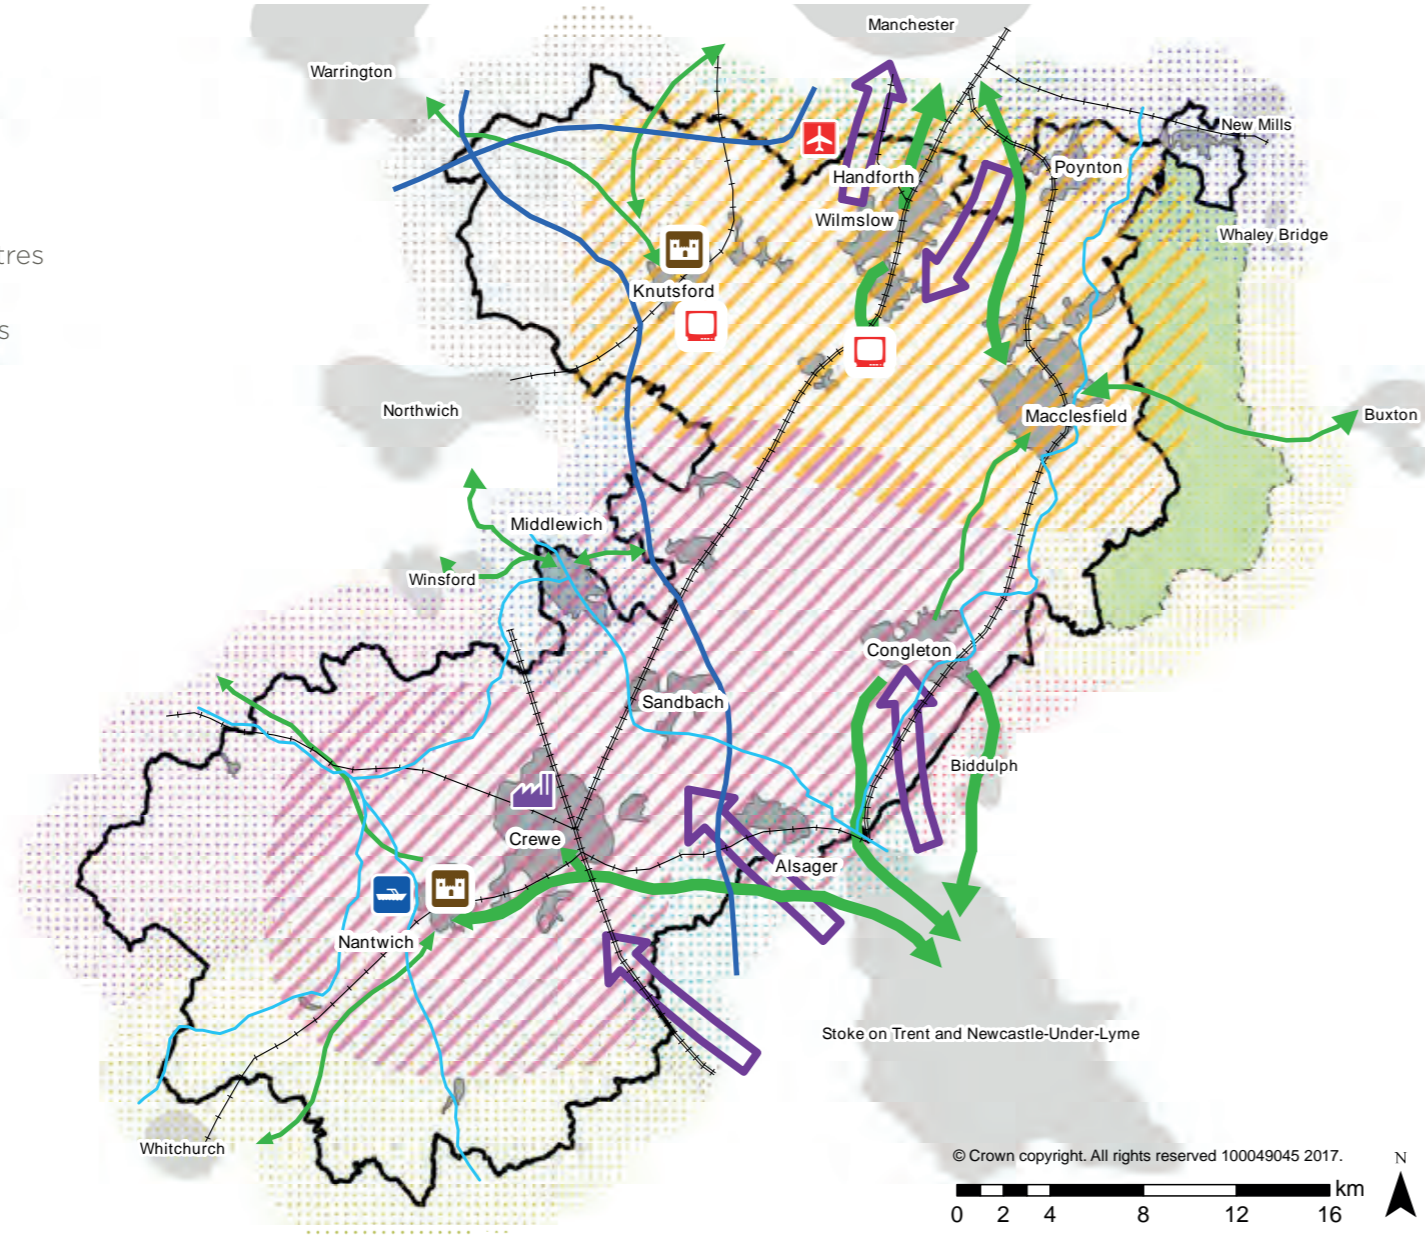 Manchester
Warrington
New Mills
Poynton
Handforth
Wilmslow
Whaley Bridge
tres
Knutsford
s
Northwich
Macclesfield
Buxton
Middlewich
Winsford
Congleton
Sandbach
Biddulph
Crewe
Alsager
Nantwich
Stoke on Trent and Newcastle-Under-Lyme
Whitchurch
© Crown copyright. All rights reserved 100049045 2017.
N
km
0 2 4 8 12 16